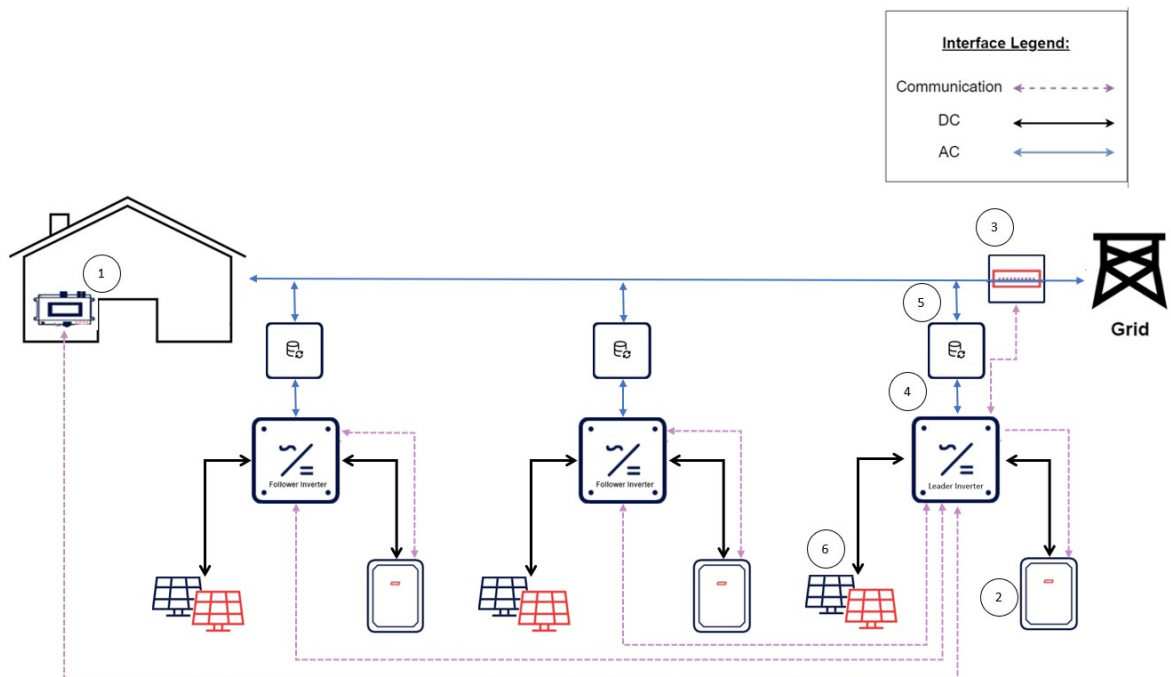 Interface Legend:
Communication
DC
AC
3
1
5
Grid
4
Follower Inverter
Follower Inverter
Leader Inverter
6
2